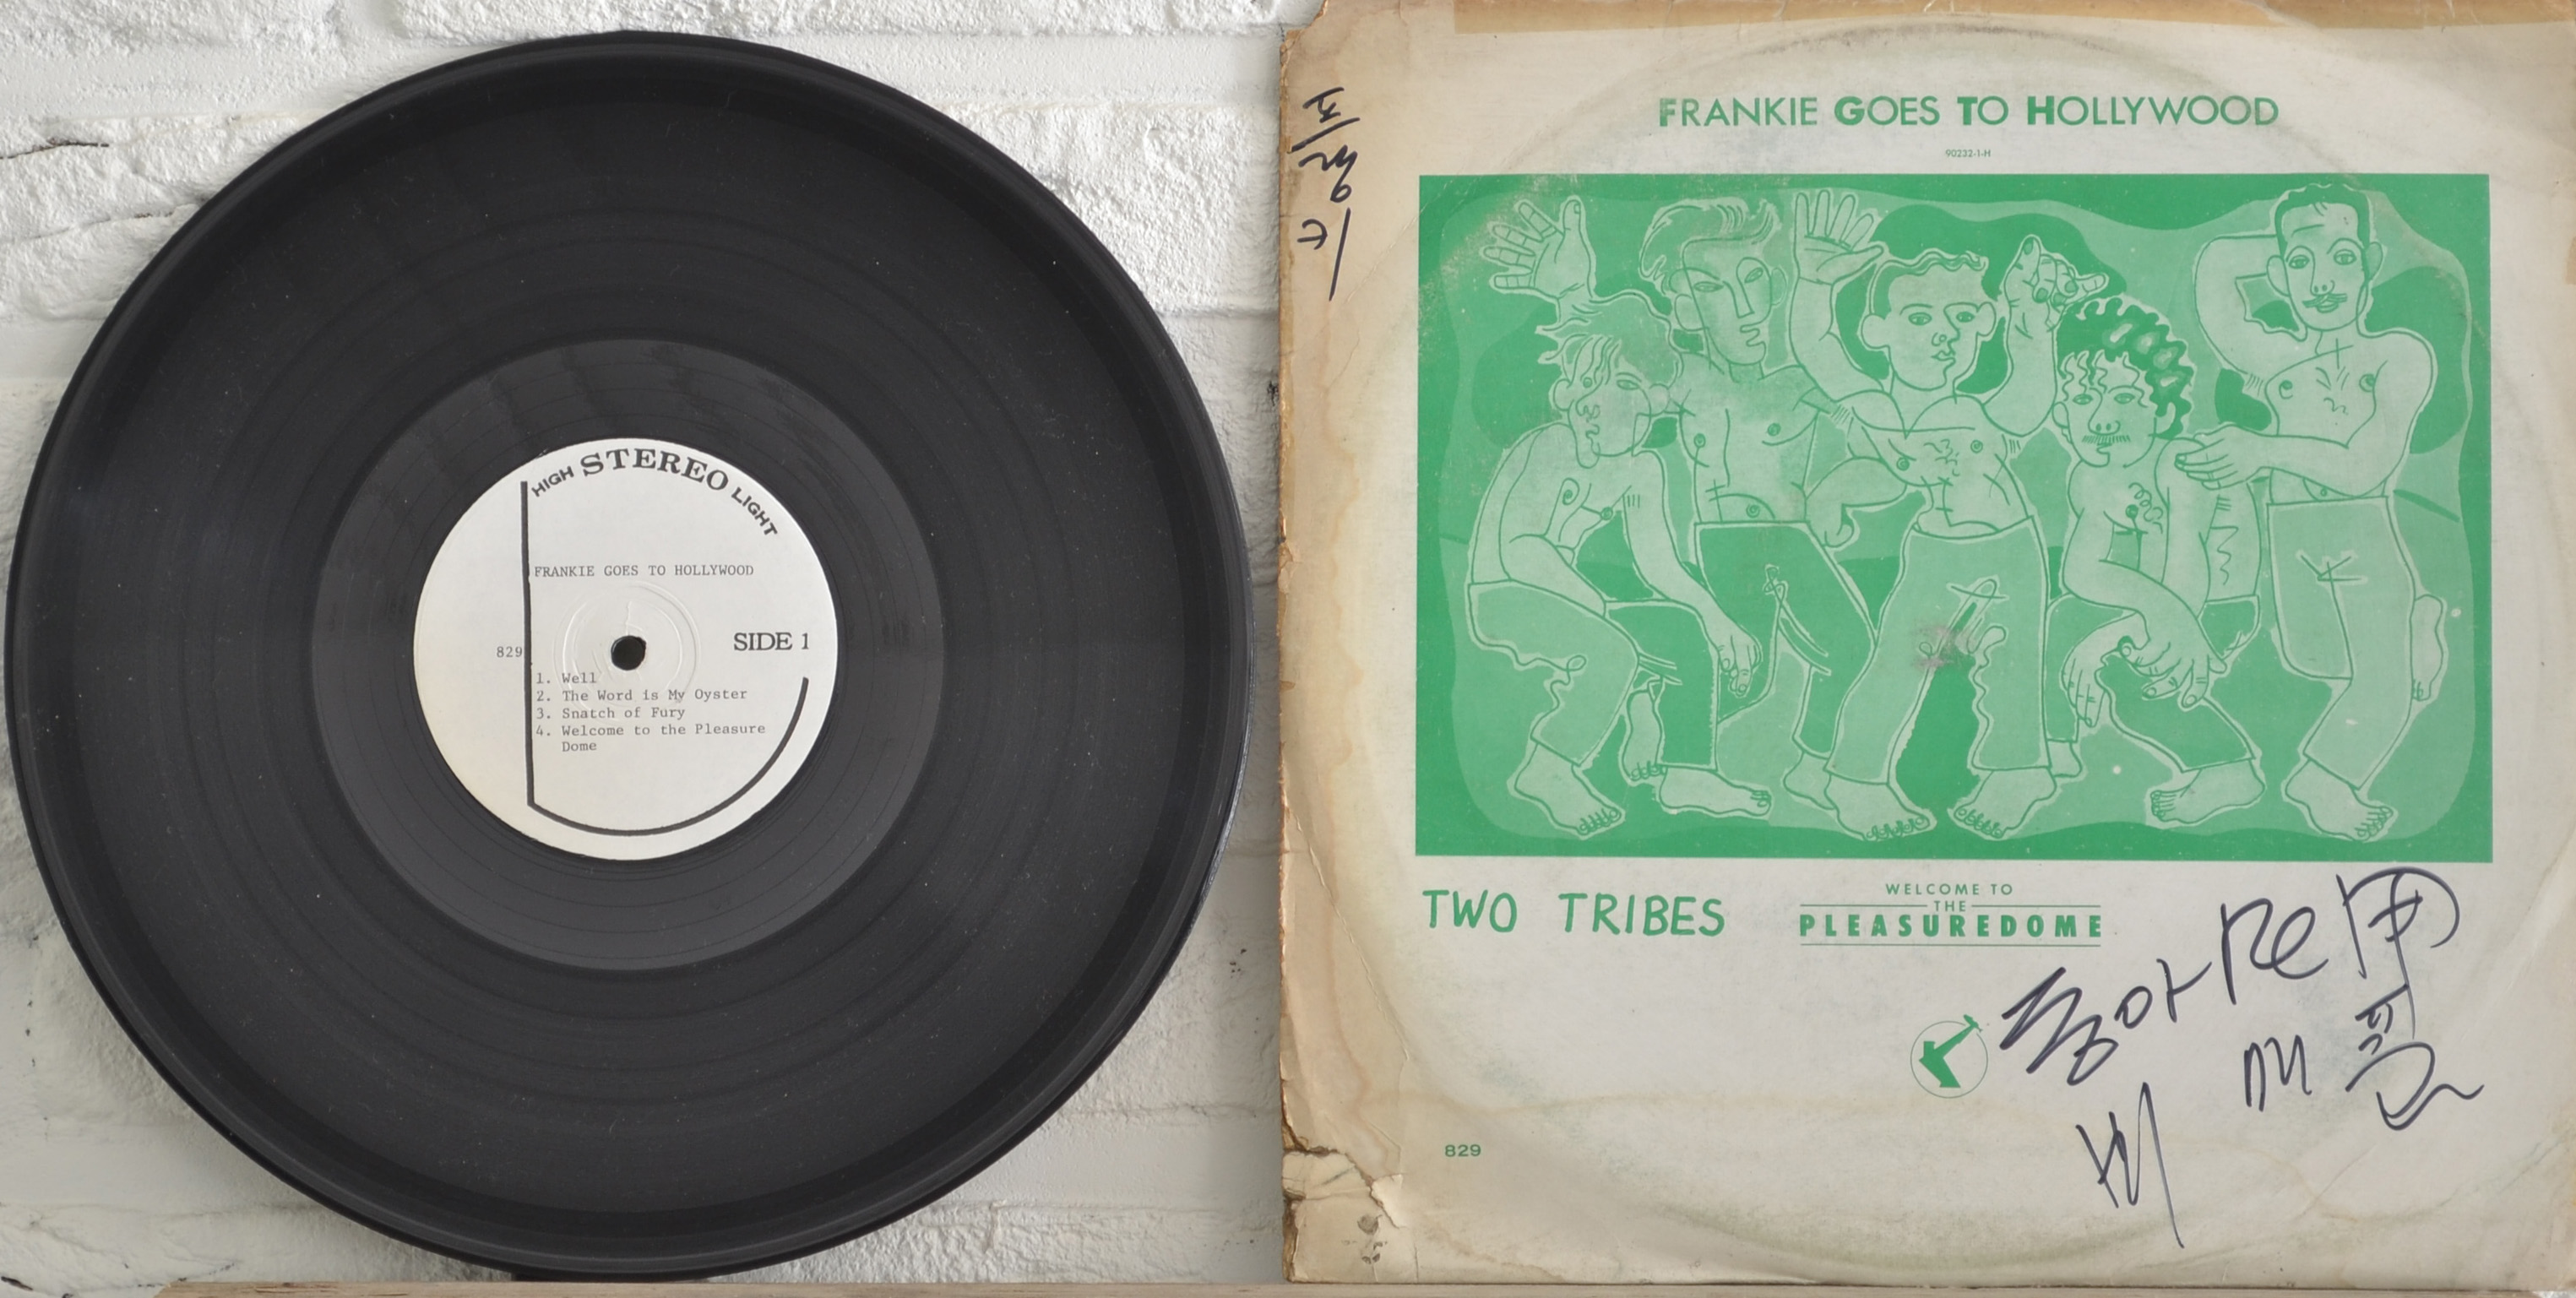 HIGH STEREO LIGHT
FRANKIE GOES TO HOLLYWOOD
SIDE 1
829
1. Well
2. The Word is My Oyster
3. Snatch of Fury
4. Welcome to the Pleasure
Dome
FRANKIE GOES TO HOLLYWOOD
90232-1-H
TWO TRIBES
WELCOME TO
THE
PLEASUREDOME
829